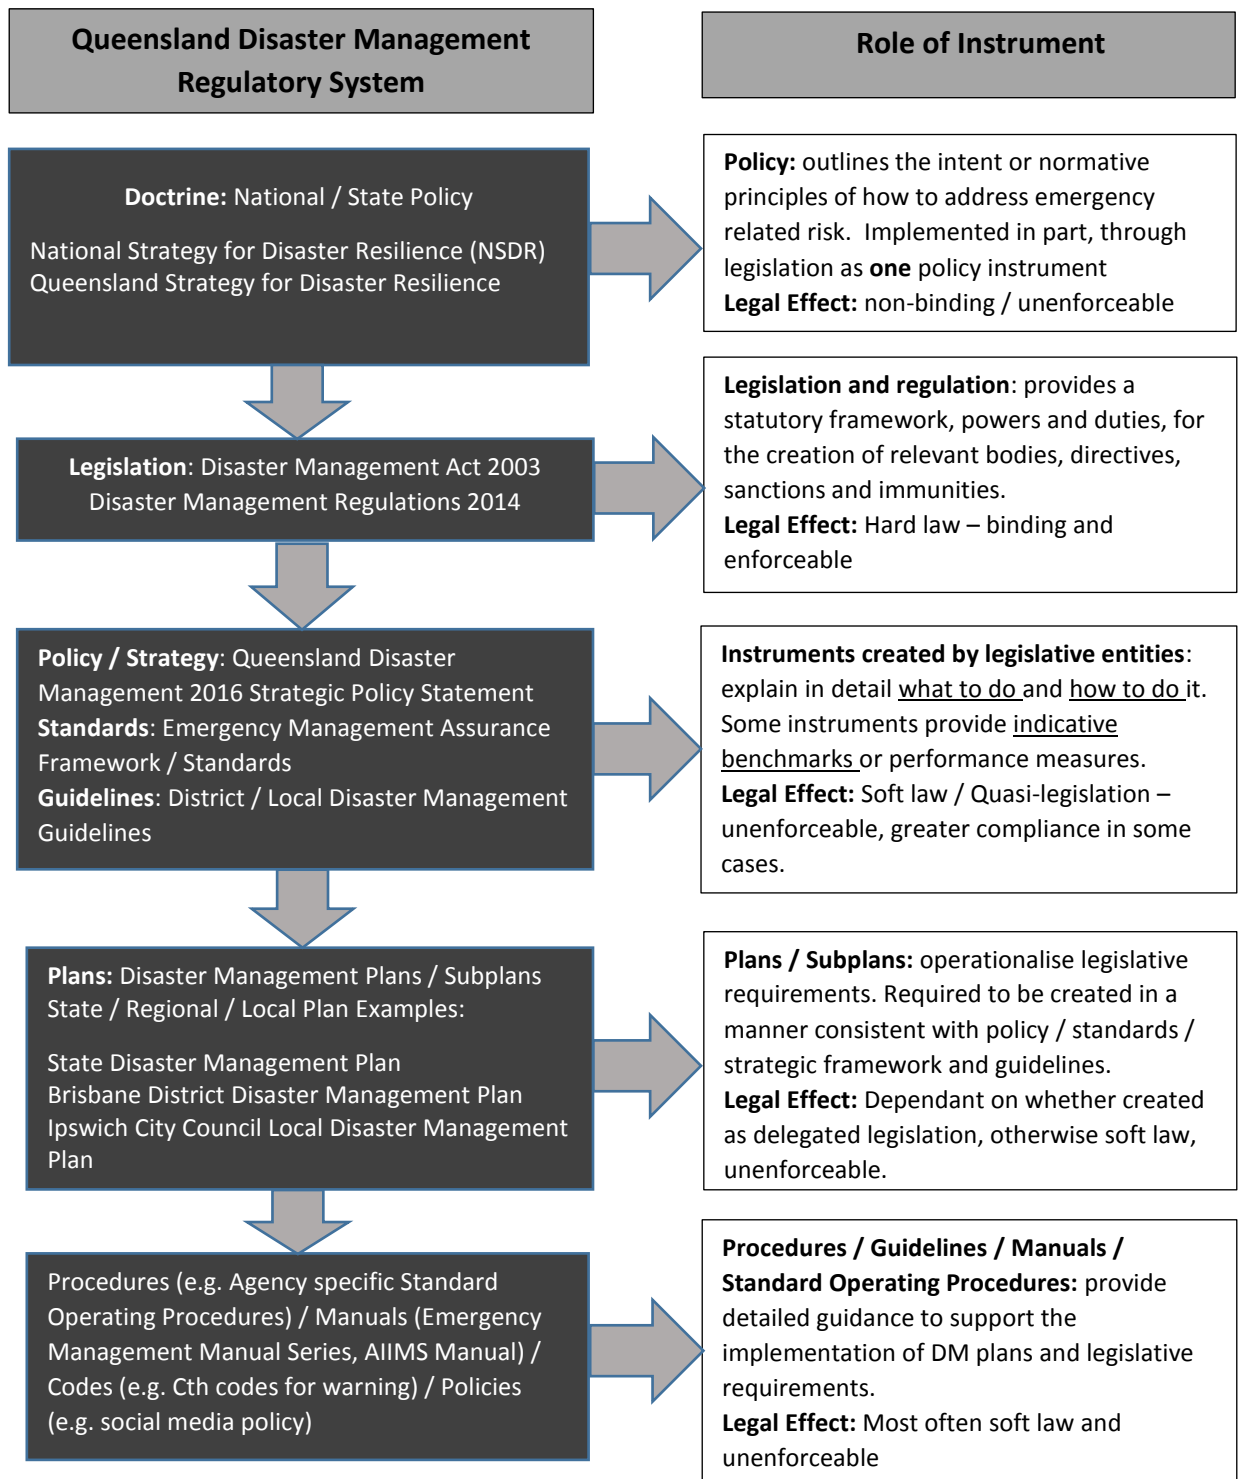 Queensland Disaster Management
Regulatory System
Role of Instrument
Doctrine: National / State Policy
National Strategy for Disaster Resilience (NSDR)
Queensland Strategy for Disaster Resilience
Policy: outlines the intent or normative
principles of how to address emergency
related risk.  Implemented in part, through
legislation as one policy instrument
Legal Effect: non-binding / unenforceable
Legislation: Disaster Management Act 2003
Disaster Management Regulations 2014
Legislation and regulation: provides a
statutory framework, powers and duties, for
the creation of relevant bodies, directives,
sanctions and immunities.
Legal Effect: Hard law – binding and
enforceable
Policy / Strategy: Queensland Disaster
Management 2016 Strategic Policy Statement
Standards: Emergency Management Assurance
Framework / Standards
Guidelines: District / Local Disaster Management
Guidelines
Instruments created by legislative entities:
explain in detail what to do and how to do it.
Some instruments provide indicative
benchmarks or performance measures.
Legal Effect: Soft law / Quasi-legislation –
unenforceable, greater compliance in some
cases.
Plans: Disaster Management Plans / Subplans
State / Regional / Local Plan Examples:
State Disaster Management Plan
Brisbane District Disaster Management Plan
Ipswich City Council Local Disaster Management
Plan
Plans / Subplans: operationalise legislative
requirements. Required to be created in a
manner consistent with policy / standards /
strategic framework and guidelines.
Legal Effect: Dependant on whether created
as delegated legislation, otherwise soft law,
unenforceable.
Procedures (e.g. Agency specific Standard
Operating Procedures) / Manuals (Emergency
Management Manual Series, AIIMS Manual) /
Codes (e.g. Cth codes for warning) / Policies
(e.g. social media policy)
Procedures / Guidelines / Manuals /
Standard Operating Procedures: provide
detailed guidance to support the
implementation of DM plans and legislative
requirements.
Legal Effect: Most often soft law and
unenforceable